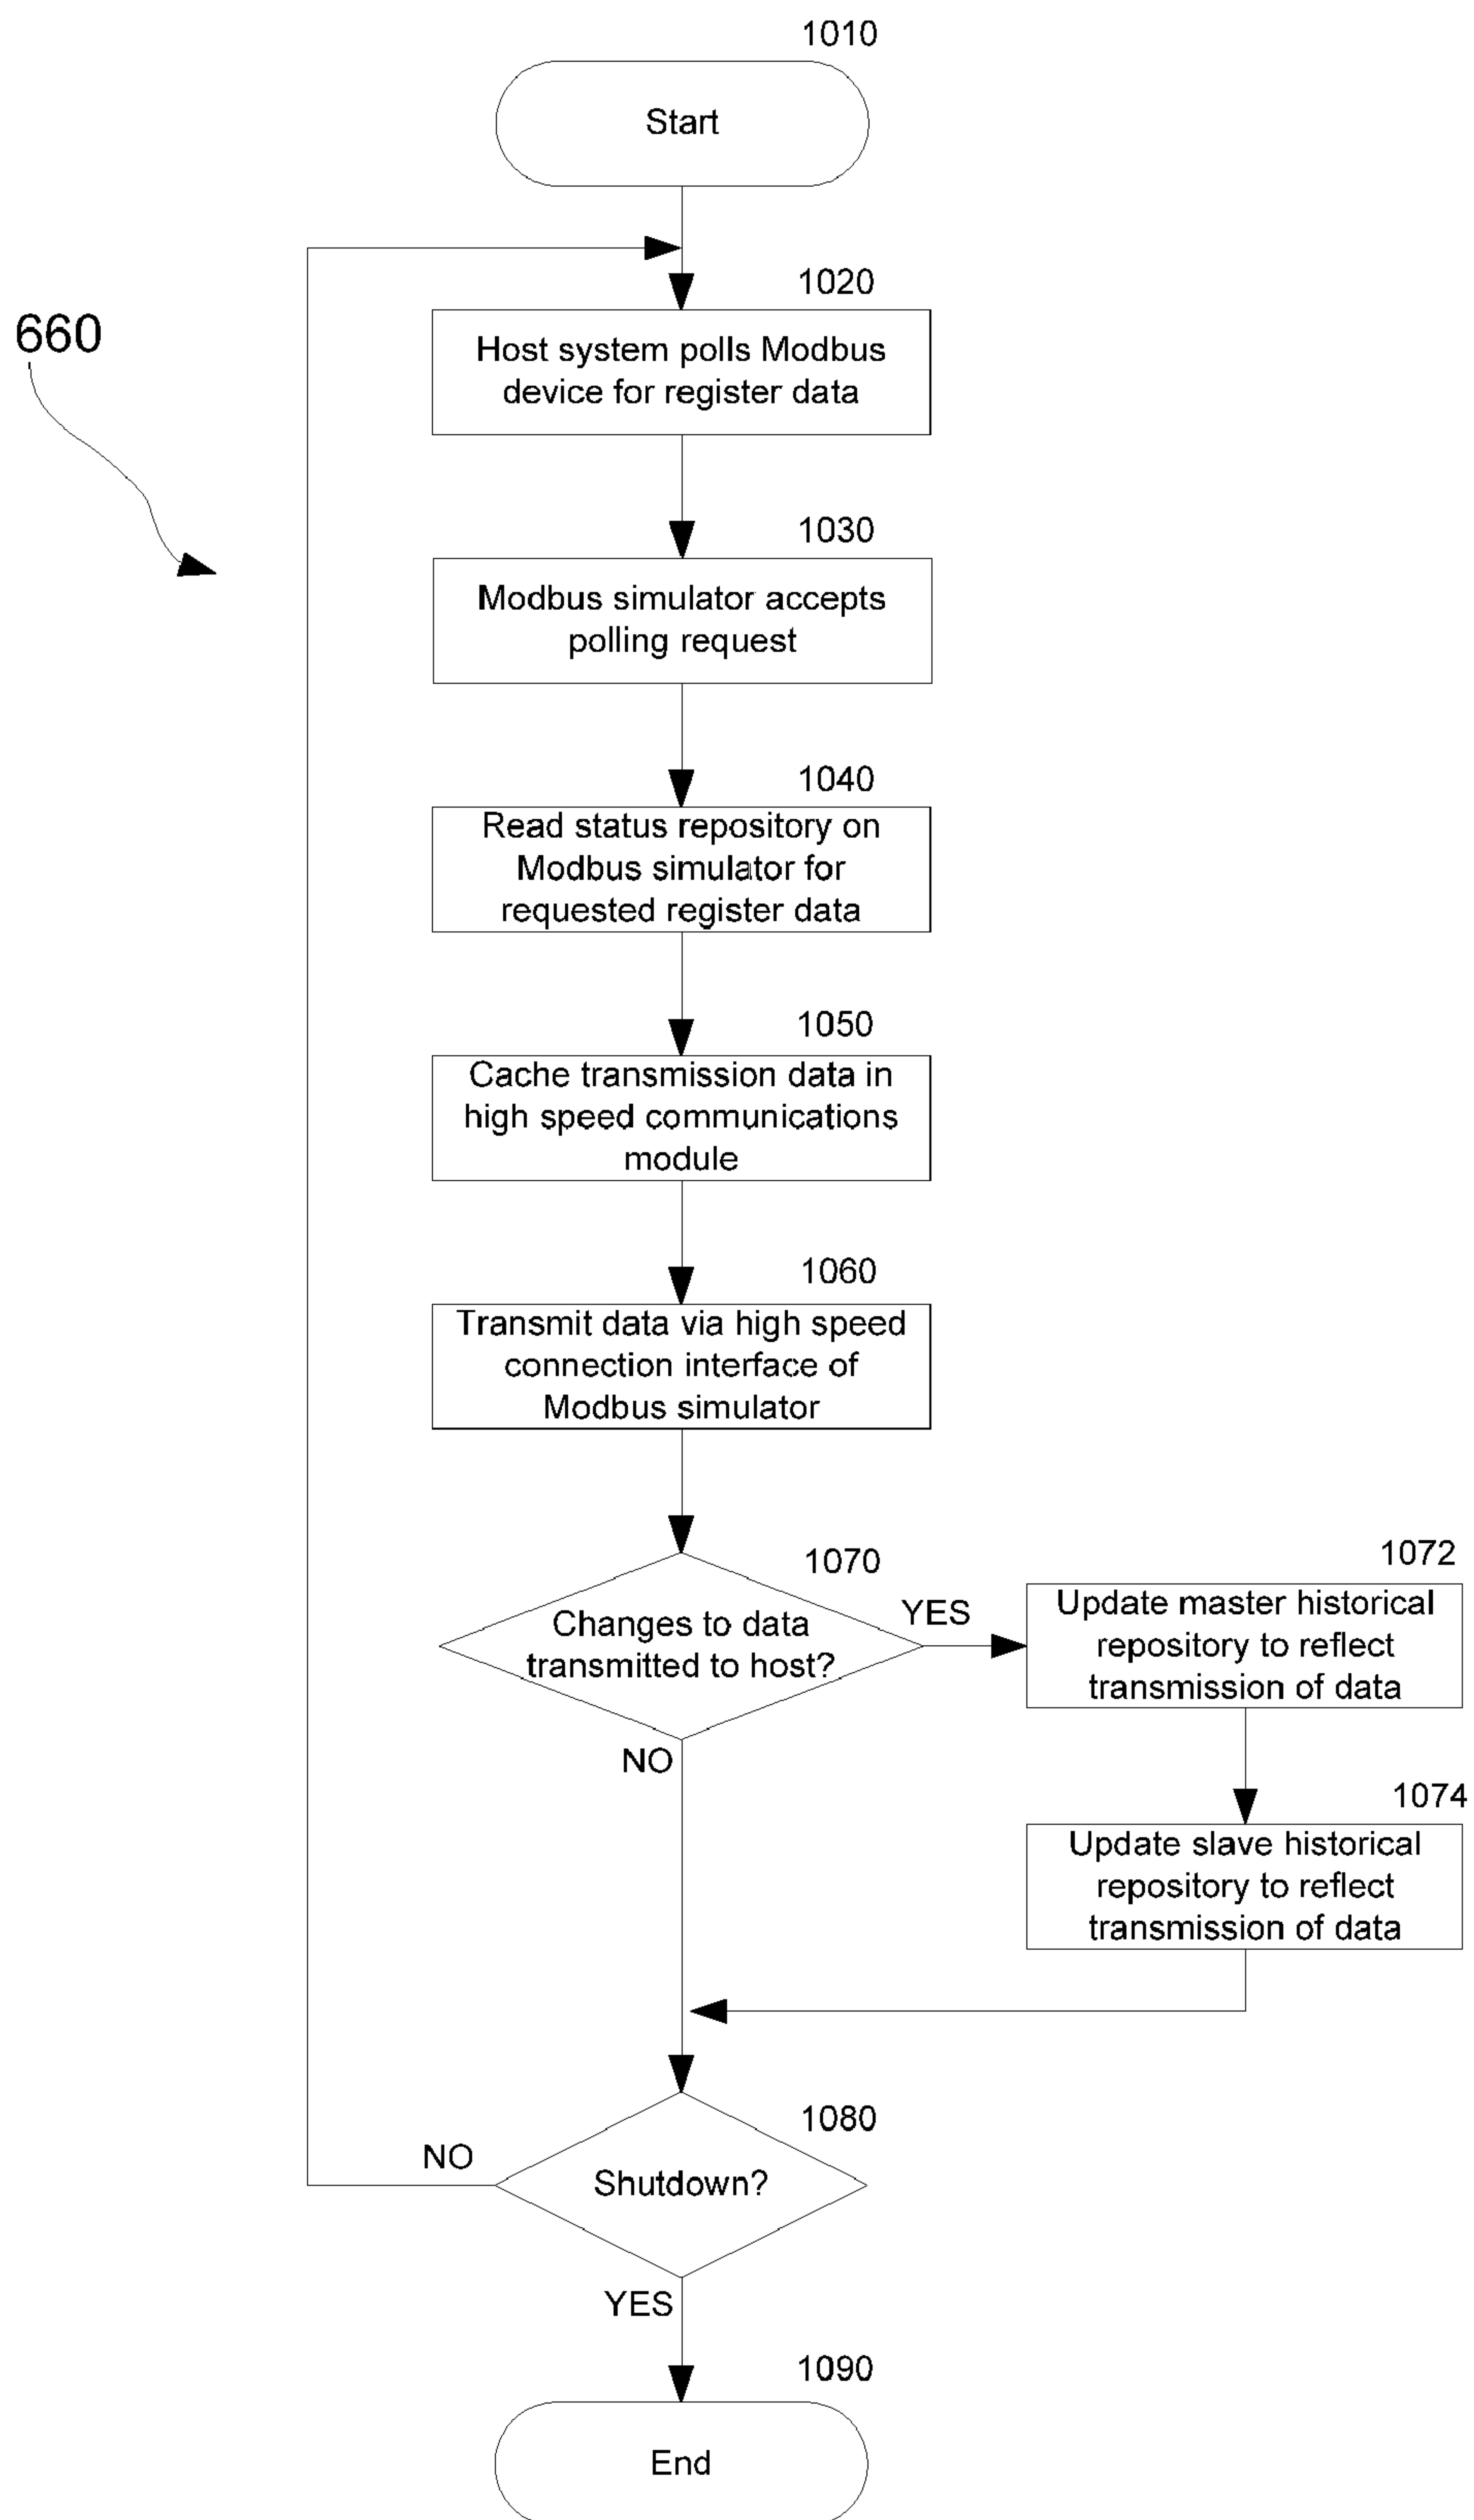 1010
Start
1020
660
Host system polls Modbus
device for register data
1030
Modbus simulator accepts
polling request
1040
Read status repository on
Modbus simulator for
requested register data
1050
Cache transmission data in
high speed communications
module
1060
Transmit data via high speed
connection interface of
Modbus simulator
1070
Changes to data
transmitted to host?
YES
1072
Update master historical
repository to reflect
transmission of data
NO
1074
Update slave historical
repository to reflect
transmission of data
1080
NO
Shutdown?
YES
1090
End